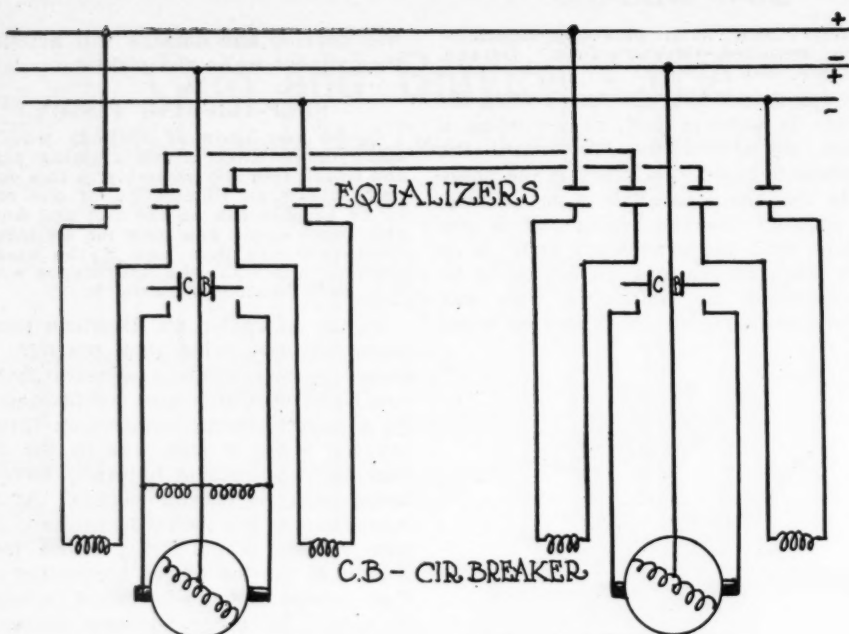 +
-
+
-
EQUALIZERS
C B
C B
C.B - CIR BREAKER